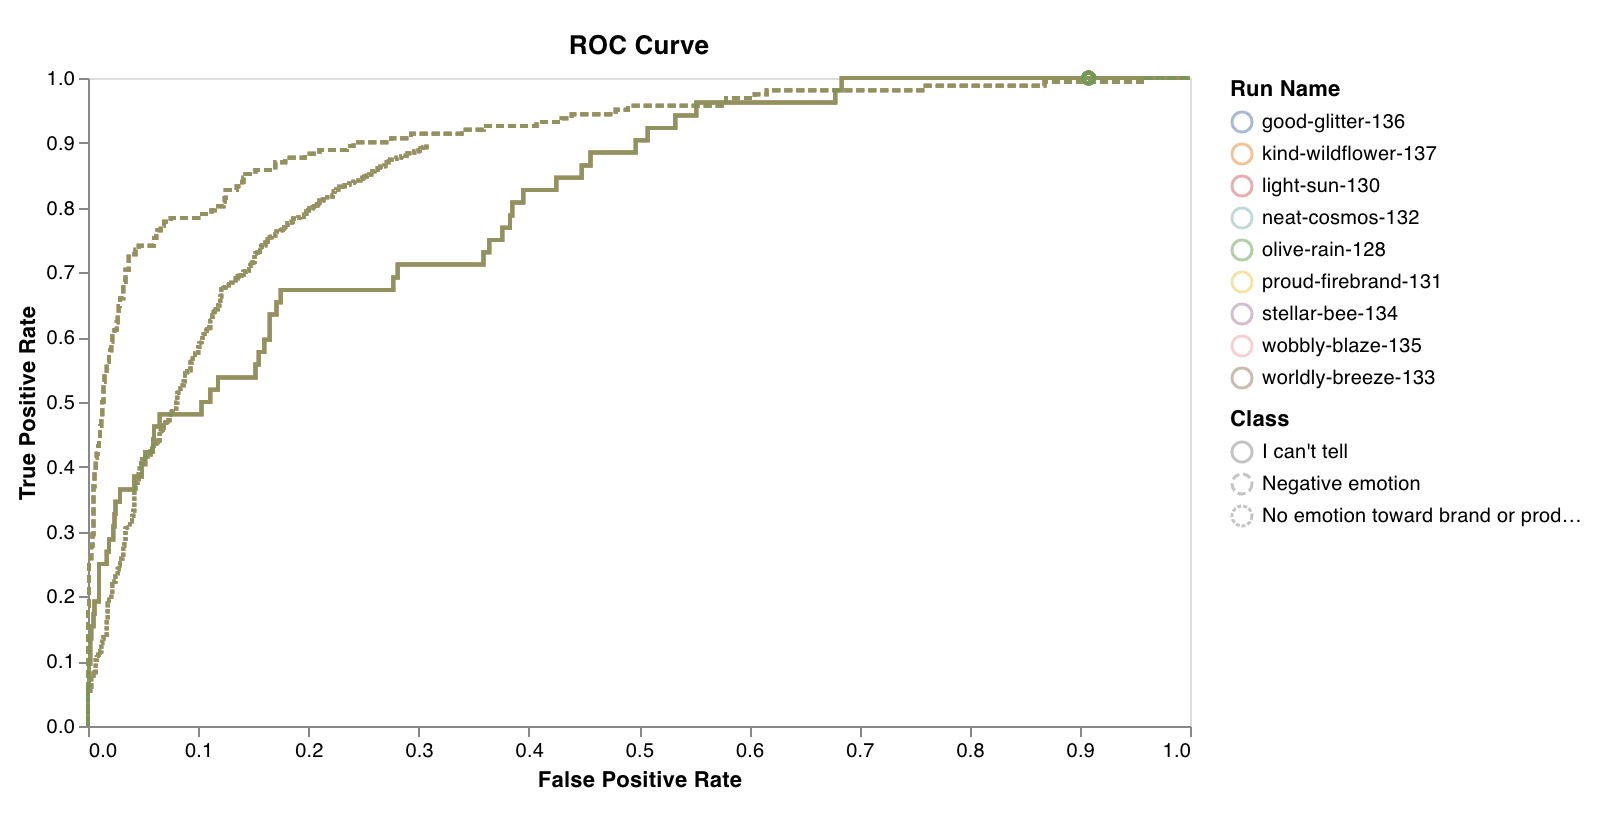 ROC Curve
1.0
0.9
0.8
0.7
0.6
0.5
0.4
0.3
0.2
0.1
0.0
True Positive Rate
0.0 0.1 0.2 0.3 0.4 0.5 0.6 0.7 0.8 0.9 1.0
False Positive Rate
Run Name
good-glitter-136
kind-wildflower-137
light-sun-130
neat-cosmos-132
olive-rain-128
proud-firebrand-131
stellar-bee-134
wobbly-blaze-135
worldly-breeze-133
Class
I can't tell
Negative emotion
No emotion toward brand or prod…